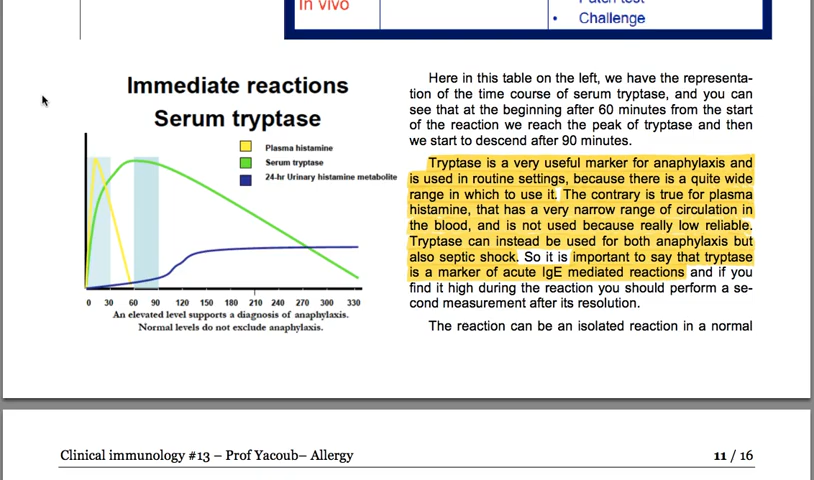 In vivo
Patch test
• Challenge
Immediate reactions
Serum tryptase
Plasma histamine
Serum tryptase
24-hr Urinary histamine metabolite
0 30 60 90 120 150 180 210 240 270 300 330
An elevated level supports a diagnosis of anaphylaxis.
Normal levels do not exclude anaphylaxis.
Here in this table on the left, we have the representa-
tion of the time course of serum tryptase, and you can
see that at the beginning after 60 minutes from the start
of the reaction we reach the peak of tryptase and then
we start to descend after 90 minutes.
Tryptase is a very useful marker for anaphylaxis and
is used in routine settings, because there is a quite wide
range in which to use it. The contrary is true for plasma
histamine, that has a very narrow range of circulation in
the blood, and is not used because really low reliable.
Tryptase can instead be used for both anaphylaxis but
also septic shock. So it is important to say that tryptase
is a marker of acute IgE mediated reactions and if you
find it high during the reaction you should perform a se-
cond measurement after its resolution.
The reaction can be an isolated reaction in a normal
Clinical immunology #13 – Prof Yacoub– Allergy
11 / 16